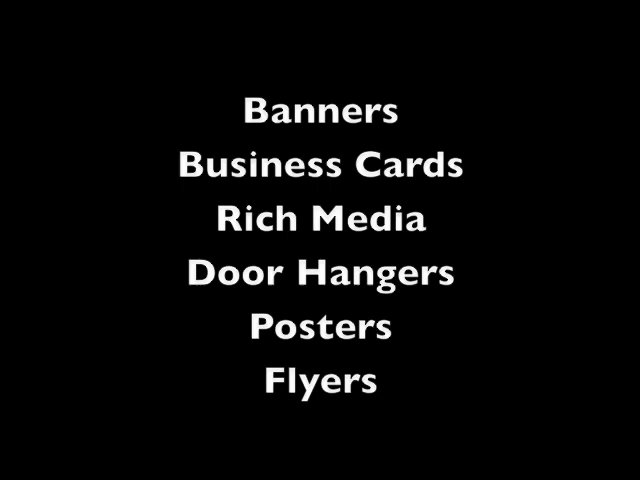 Banners
Business Cards
Rich Media
Door Hangers
Posters
Flyers